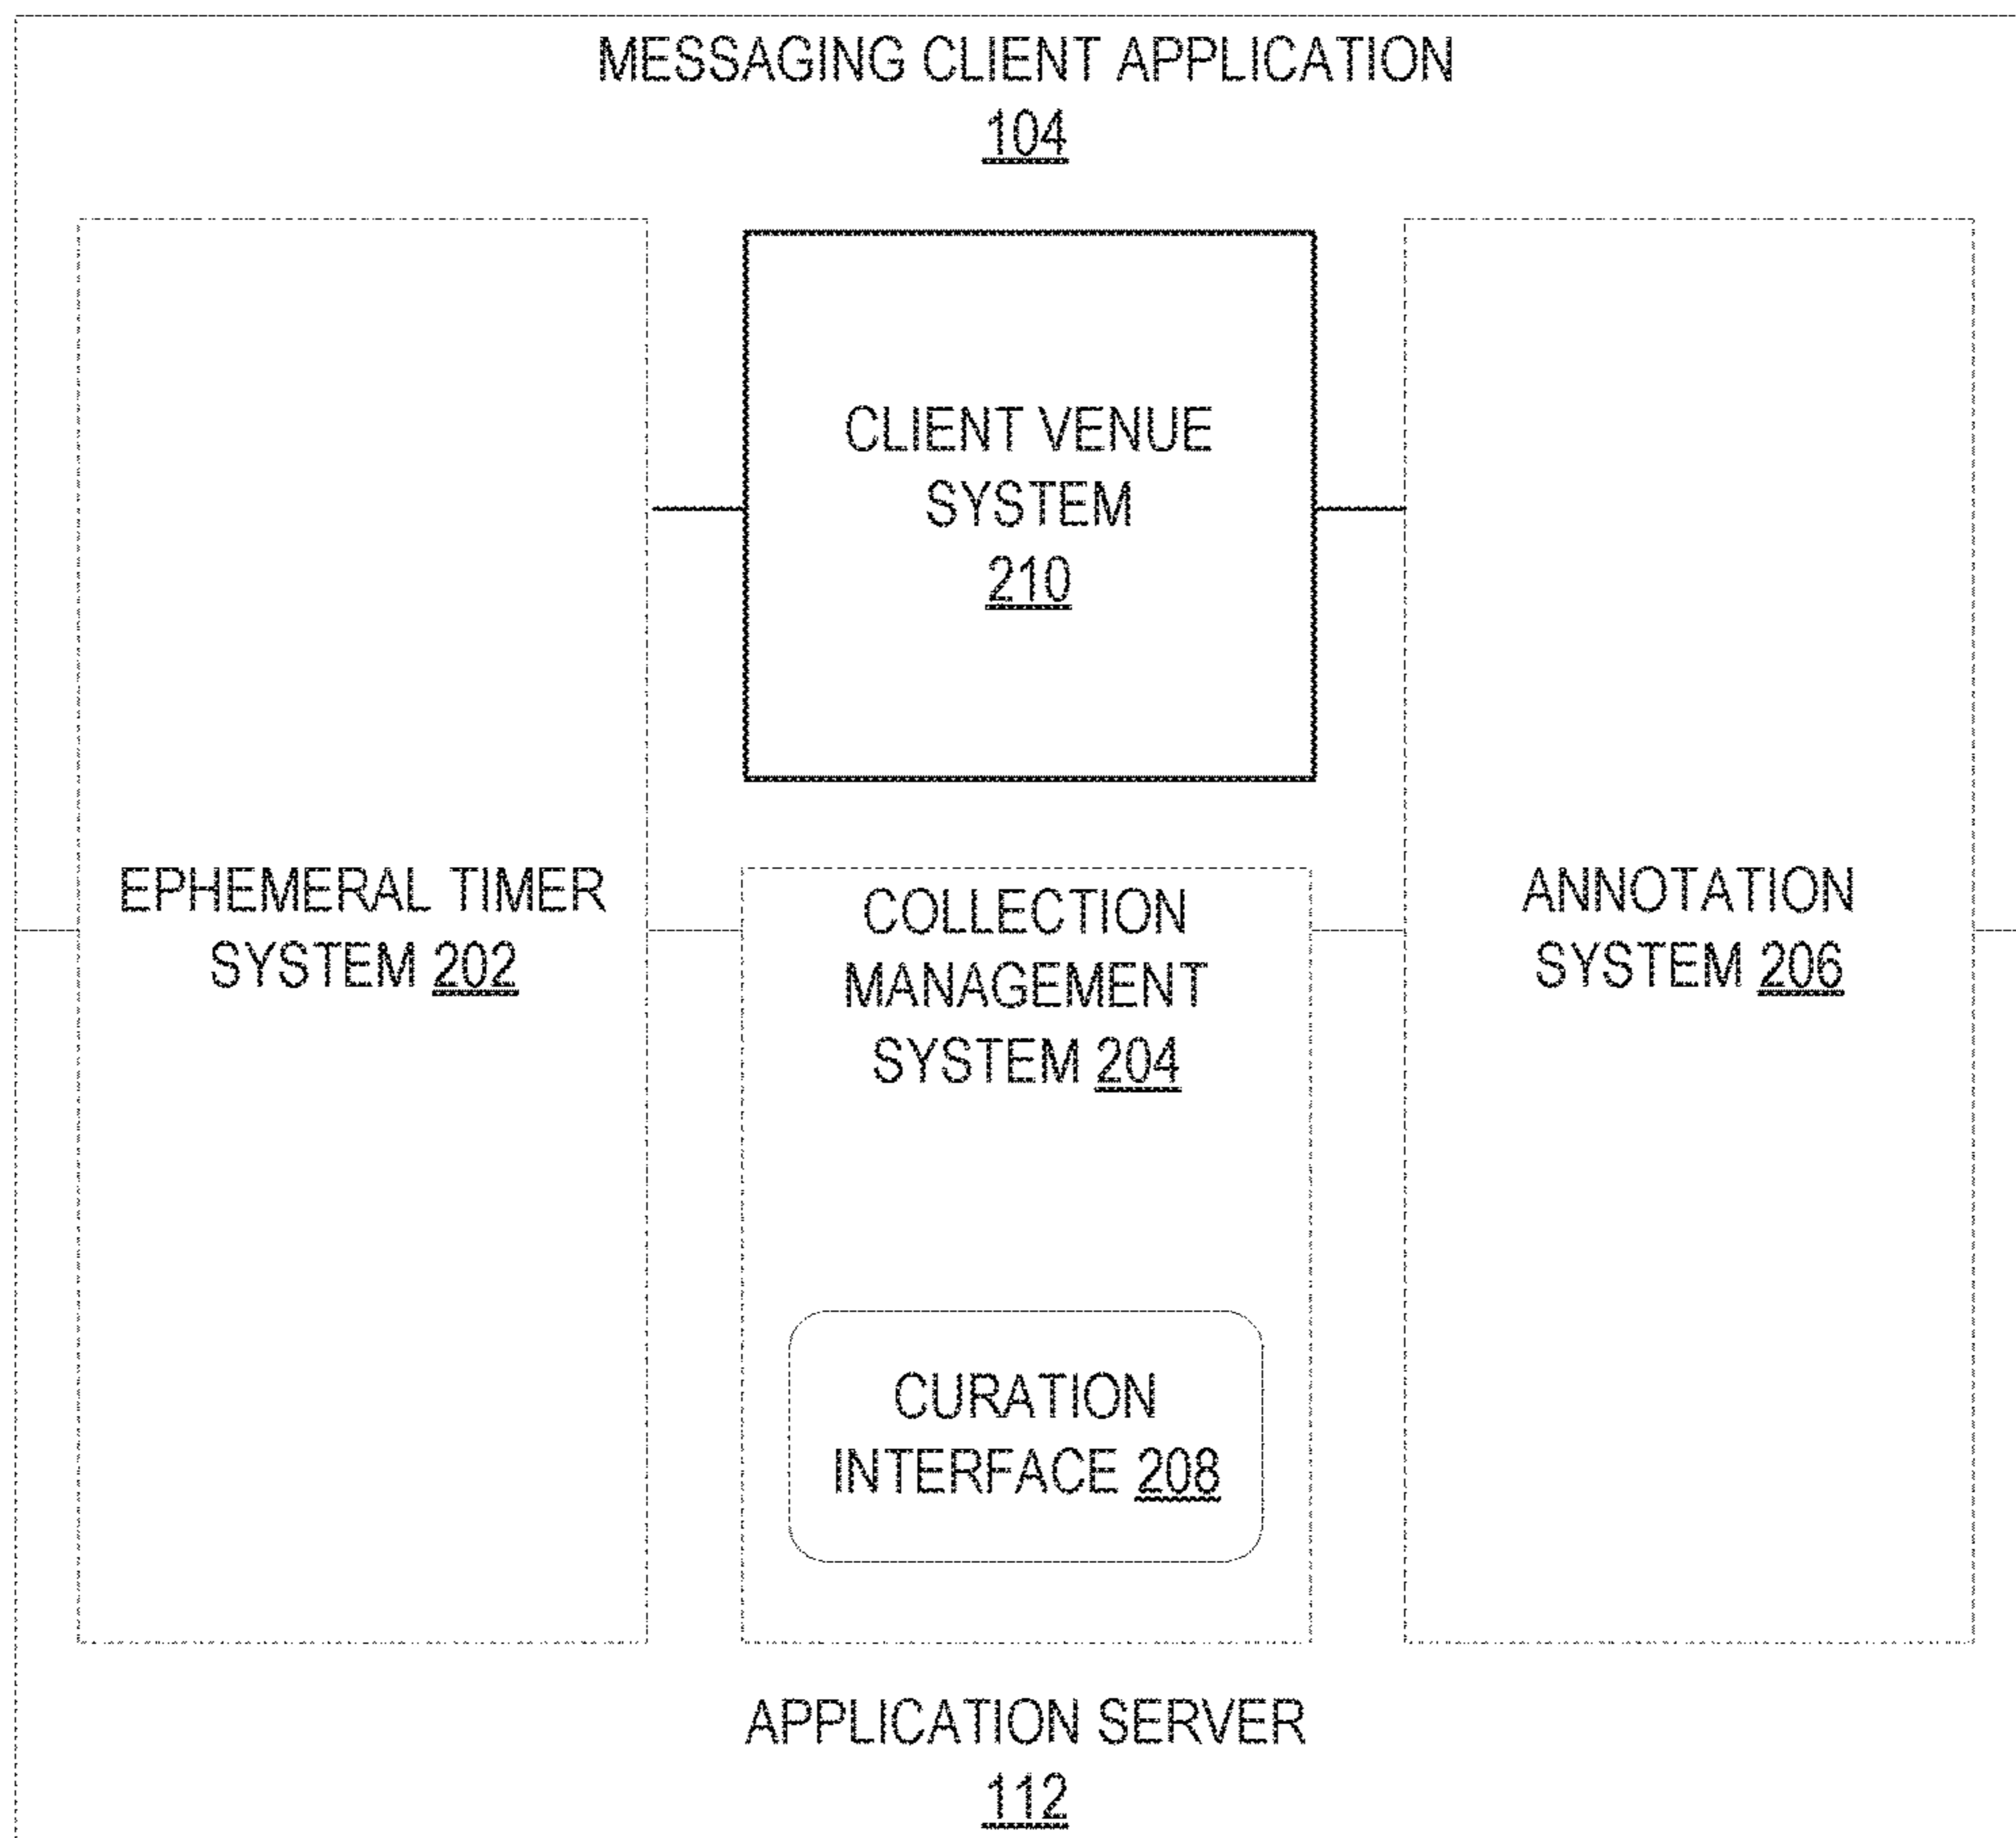 MESSAGING CLIENT APPLICATION
104
CLIENT VENUE
SYSTEM
210
EPHEMERAL TIMER
SYSTEM 202
COLLECTION
MANAGEMENT
SYSTEM 204
ANNOTATION
SYSTEM 206
CURATION
INTERFACE 208
APPLICATION SERVER
112